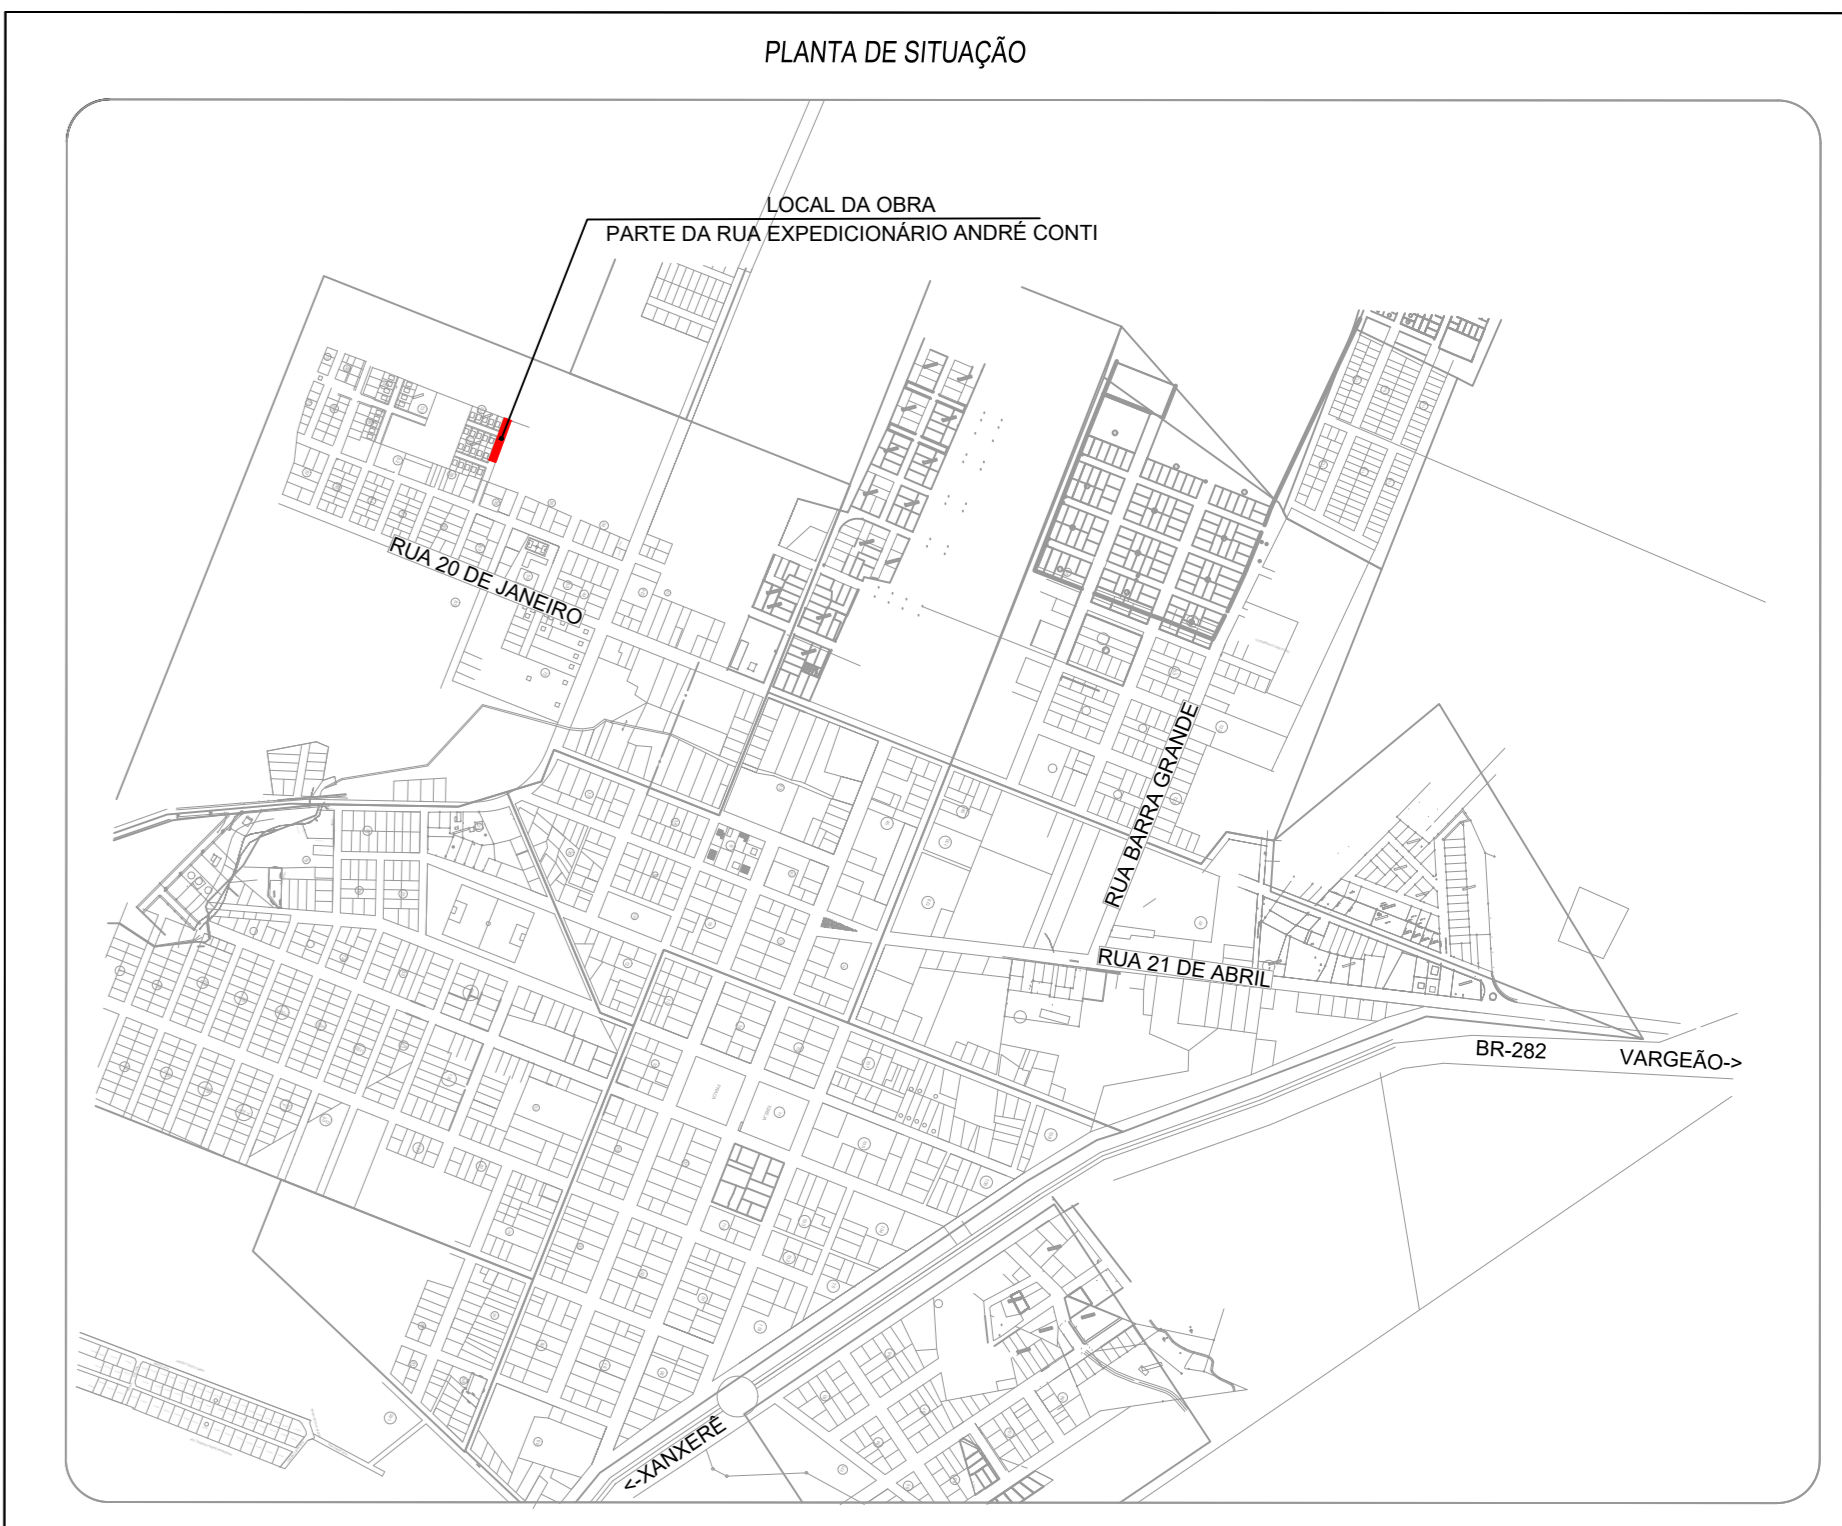 PLANTA DE SITUAÇÃO
LOCAL DA OBRA
PARTE DA RUA EXPEDICIONÁRIO ANDRÉ CONTI
RUA 20 DE JANEIRO
RUA BARRA GRANDE
RUA 21 DE ABRIL
BR-282
VARGEÃO->
<-XANXERÊ